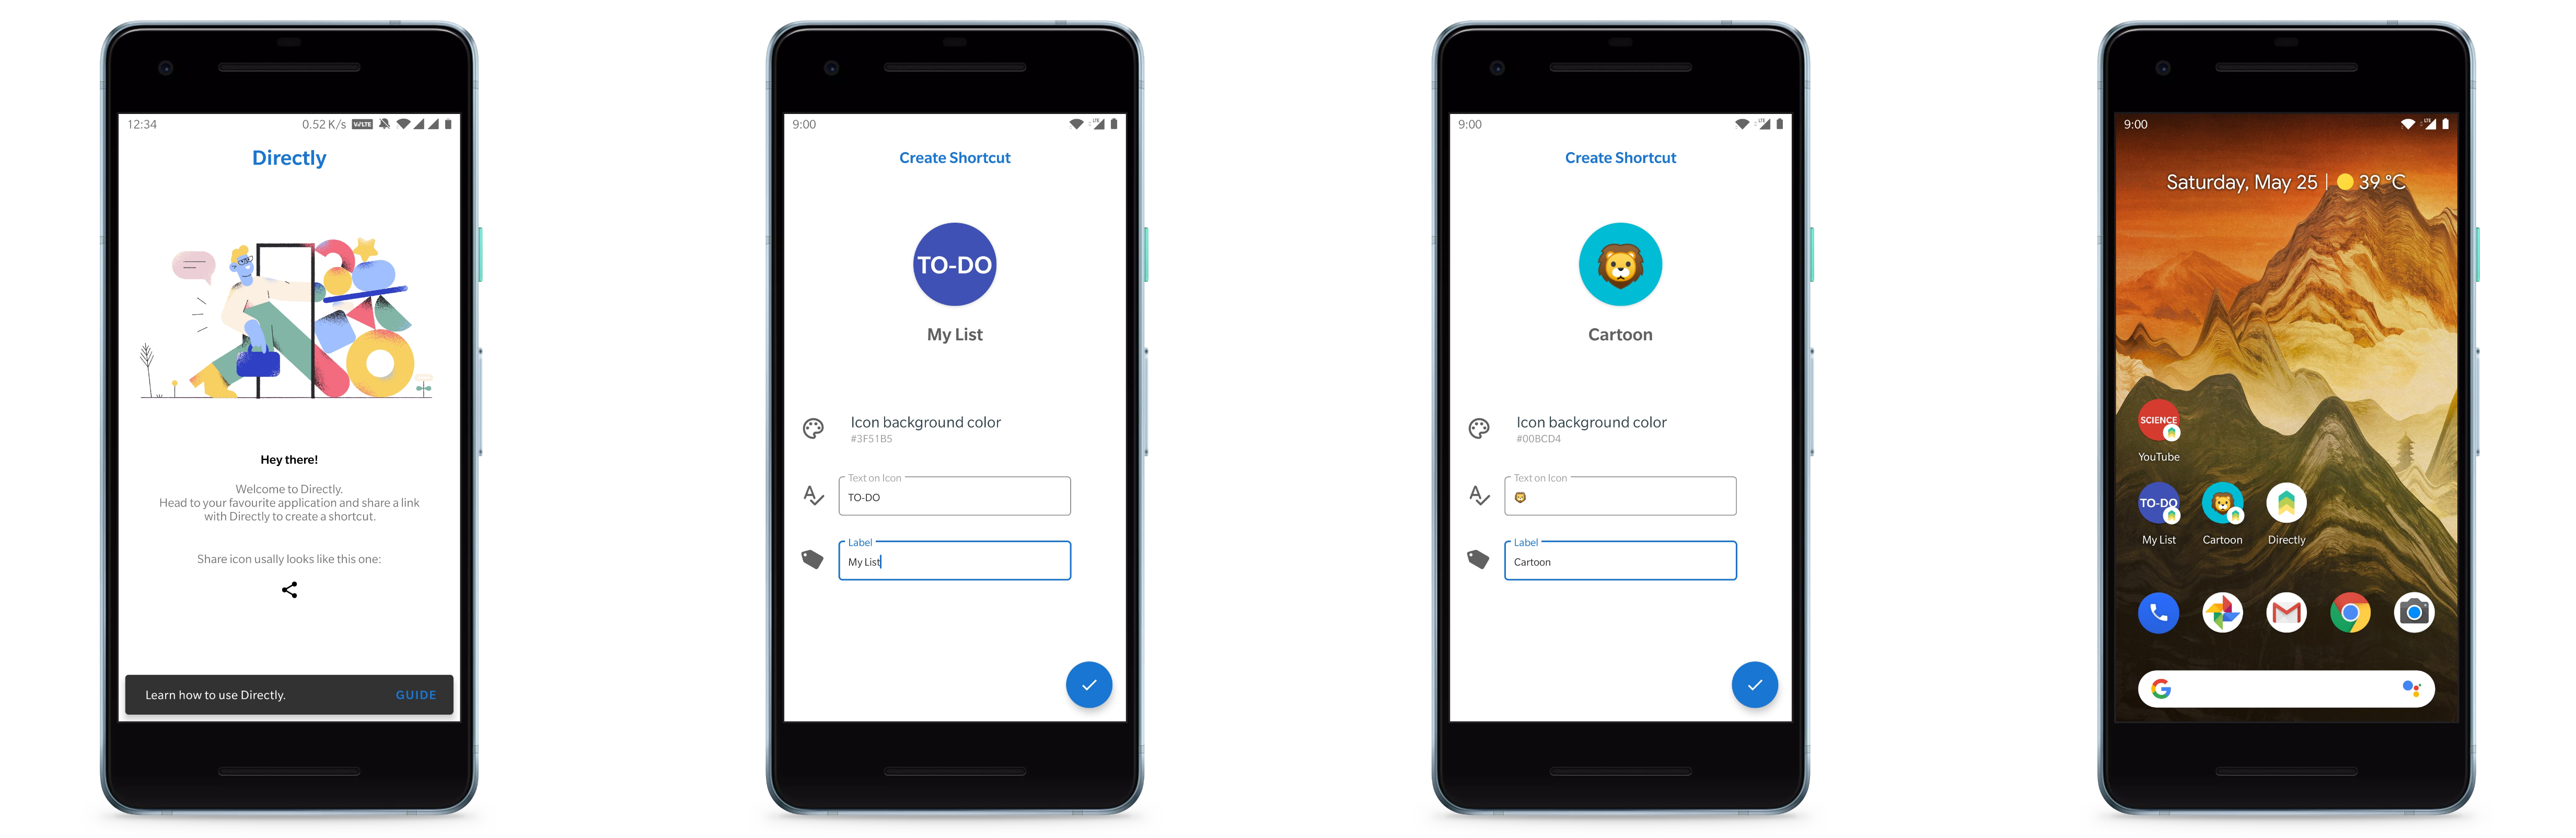 12:34
0.52 K/s VoLTE
Directly
Hey there!
Welcome to Directly.
Head to your favourite application and share a link
with Directly to create a shortcut.
Share icon usally looks like this one:
Learn how to use Directly.
GUIDE
9:00
LTE
Create Shortcut
TO-DO
My List
Icon background color
#3F51B5
Text on Icon
TO-DO
Label
My List
9:00
LTE
Create Shortcut
Cartoon
Icon background color
#00BCD4
Text on Icon
🦁
Label
Cartoon
9:00
LTE
Saturday, May 25 | 39 °C
SCIENCE
YouTube
TO-DO
My List
Cartoon
Directly
G